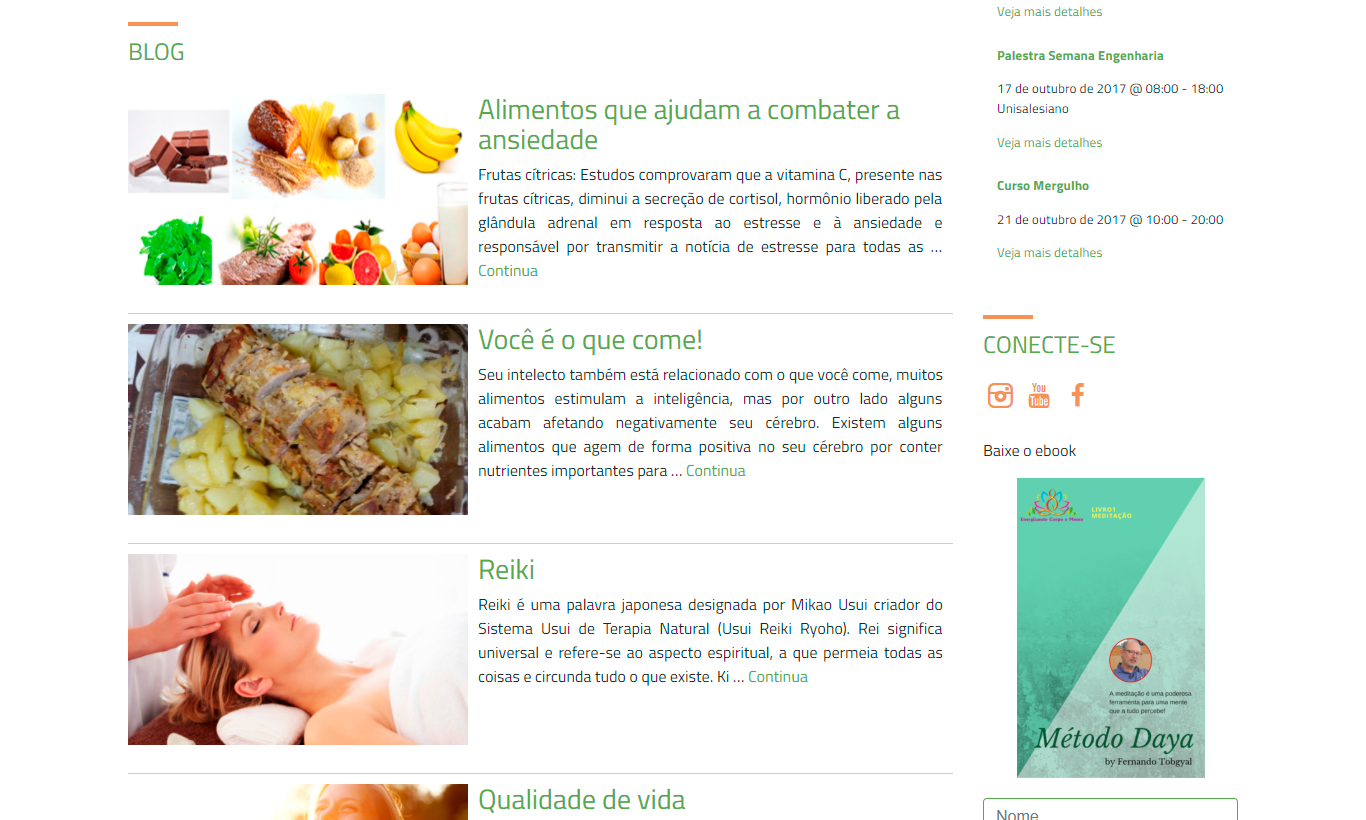 BLOG
Alimentos que ajudam a combater a
ansiedade
Frutas cítricas: Estudos comprovaram que a vitamina C, presente nas
frutas cítricas, diminui a secreção de cortisol, hormônio liberado pela
glândula adrenal em resposta ao estresse e à ansiedade e
responsável por transmitir a notícia de estresse para todas as ...
Continua
Você é o que come!
Seu intelecto também está relacionado com o que você come, muitos
alimentos estimulam a inteligência, mas por outro lado alguns
acabam afetando negativamente seu cérebro. Existem alguns
alimentos que agem de forma positiva no seu cérebro por conter
nutrientes importantes para ... Continua
Reiki
Reiki é uma palavra japonesa designada por Mikao Usui criador do
Sistema Usui de Terapia Natural (Usui Reiki Ryoho). Rei significa
universal e refere-se ao aspecto espiritual, a que permeia todas as
coisas e circunda tudo o que existe. Ki ... Continua
Qualidade de vida
Veja mais detalhes
Palestra Semana Engenharia
17 de outubro de 2017 @ 08:00 - 18:00
Unisalesiano
Veja mais detalhes
Curso Mergulho
21 de outubro de 2017 @ 10:00 - 20:00
Veja mais detalhes
CONECTE-SE
You
Tube
Baixe o ebook
Energizando Corpo e Mente
LIVRO1
MEDITAÇÃO
A meditação é uma poderosa
ferramenta para uma mente
que a tudo percebe!
Método Daya
by Fernando Tobgyal
Nome